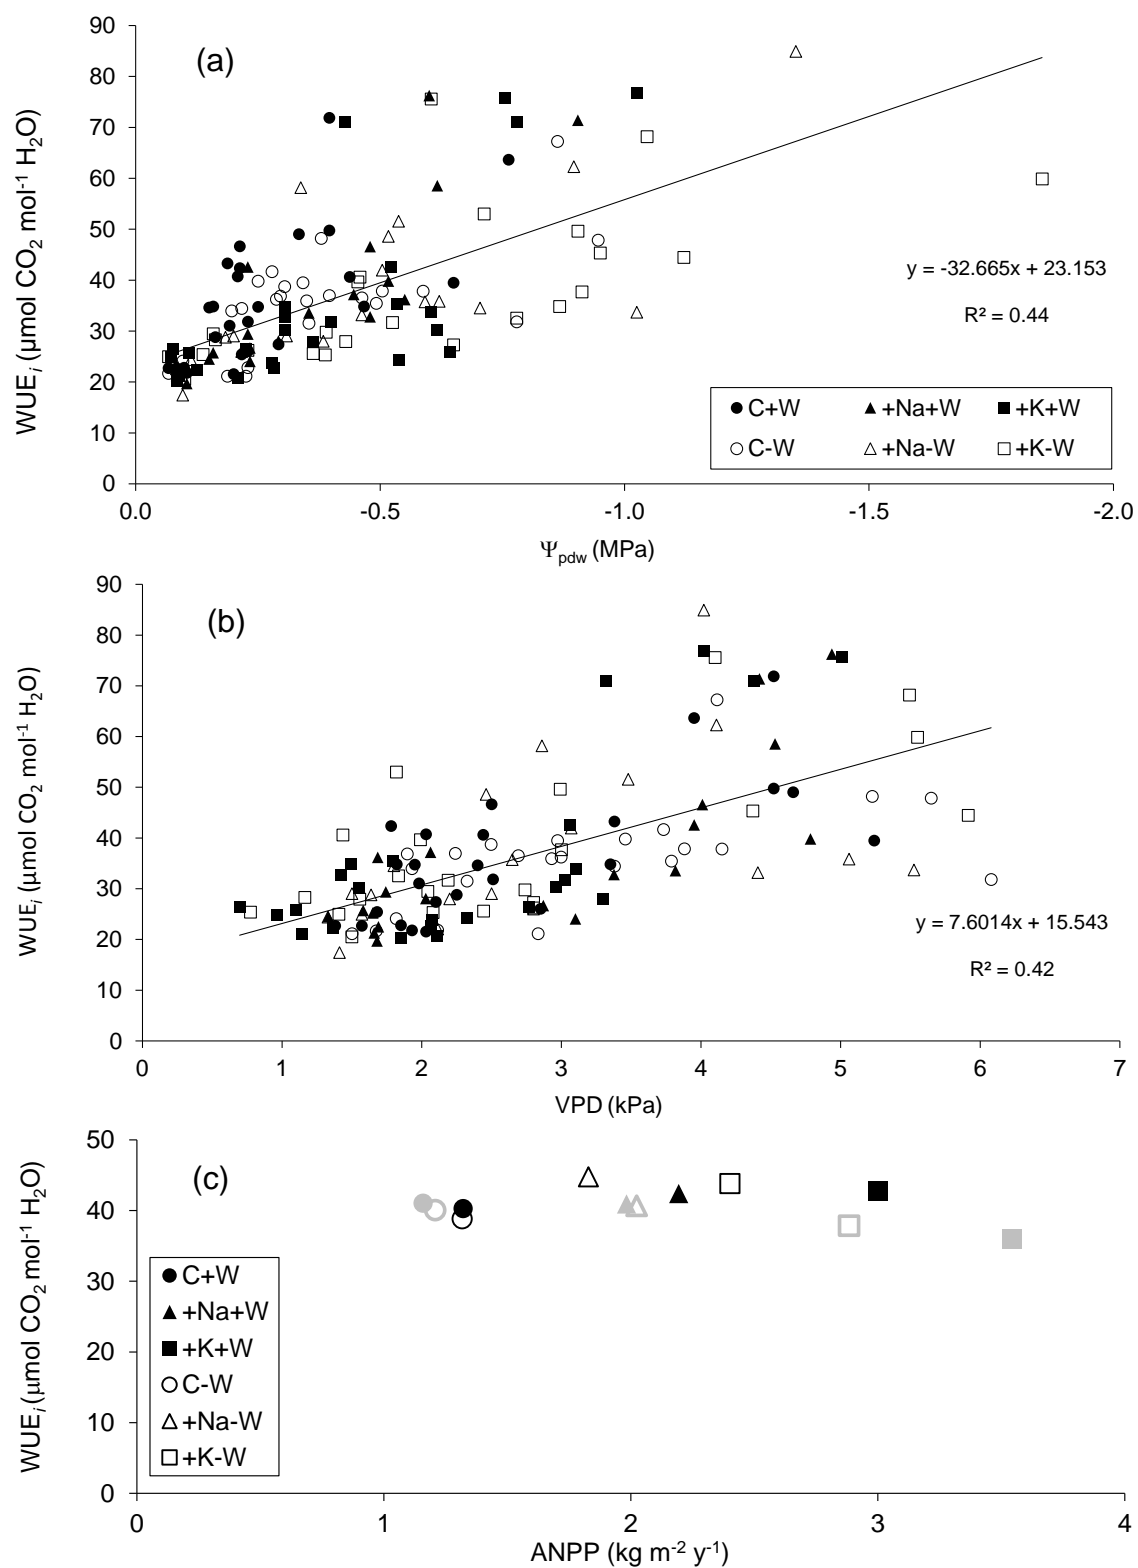 (a)
WUEi (µmol CO2 mol-1 H2O)
90
80
70
60
50
40
30
20
10
0
y = -32.665x + 23.153
R² = 0.44
C+W +Na+W +K+W
C-W +Na-W +K-W
0.0 -0.5 -1.0 -1.5 -2.0
Ψpdw (MPa)
(b)
WUEi (µmol CO2 mol-1 H2O)
90
80
70
60
50
40
30
20
10
0
y = 7.6014x + 15.543
R² = 0.42
0 1 2 3 4 5 6 7
VPD (kPa)
(c)
WUEi (µmol CO2 mol-1 H2O)
50
40
30
20
10
0
C+W
+Na+W
+K+W
C-W
+Na-W
+K-W
0 1 2 3 4
ANPP (kg m-2 y-1)